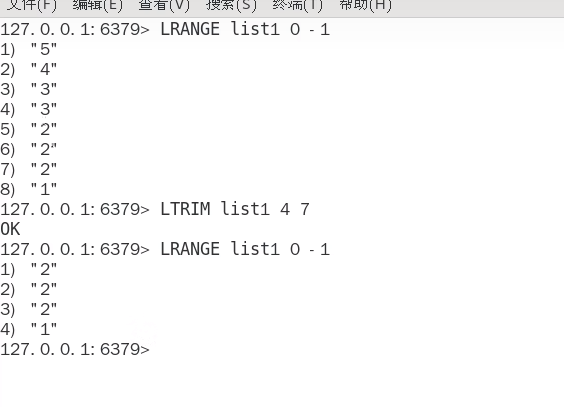 文件(F) 编辑(E) 查看(V) 搜索(S) 终端(T) 帮助(H)
127.0.0.1:6379> LRANGE list1 0 -1
1) "5"
2) "4"
3) "3"
4) "3"
5) "2"
6) "2"
7) "2"
8) "1"
127.0.0.1:6379> LTRIM list1 4 7
OK
127.0.0.1:6379> LRANGE list1 0 -1
1) "2"
2) "2"
3) "2"
4) "1"
127.0.0.1:6379>